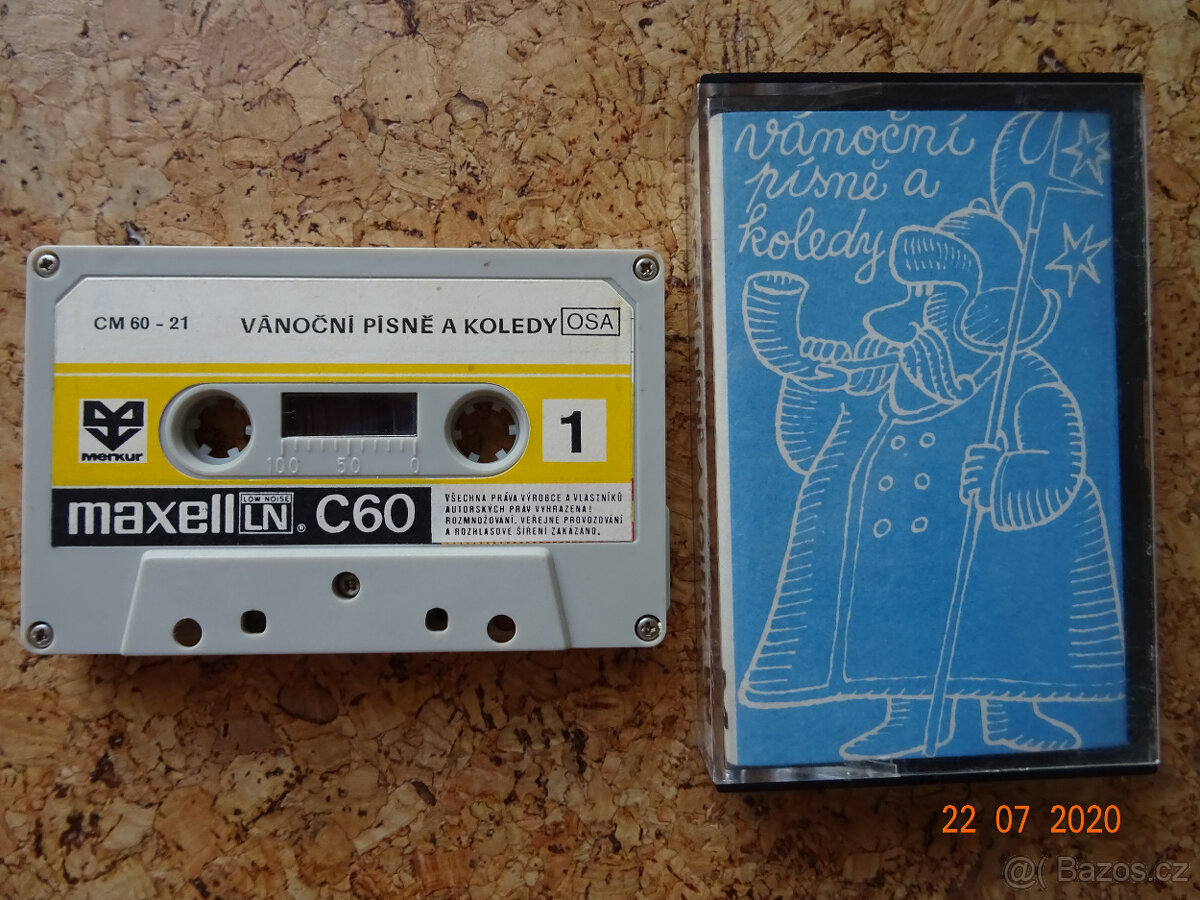 CM 60 - 21
VÁNOČNÍ PÍSNĚ A KOLEDY OSA
merkur
100 50 0
1
maxell LOW NOISE LN ® C60
VŠECHNA PRÁVA VÝROBCE A VLASTNÍKŮ
AUTORSKÝCH PRÁV VYHRAZENA!
ROZMNOŽOVÁNÍ, VEŘEJNÉ PROVOZOVÁNÍ
A ROZHLASOVÉ ŠÍŘENÍ ZAKÁZÁNO.
vánoční
písně a
koledy
22 07 2020
@( Bazos.cz